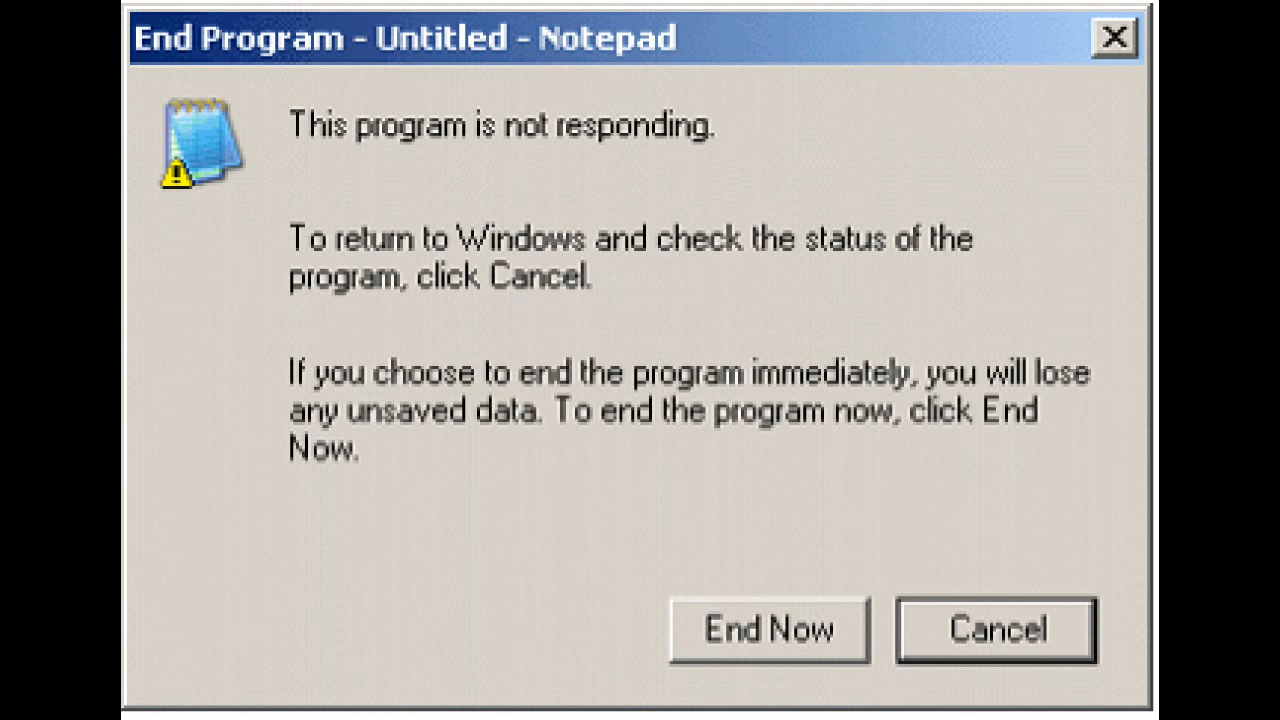 End Program - Untitled - Notepad
This program is not responding.
To return to Windows and check the status of the
program, click Cancel.
If you choose to end the program immediately, you will lose
any unsaved data. To end the program now, click End
Now.
End Now
Cancel